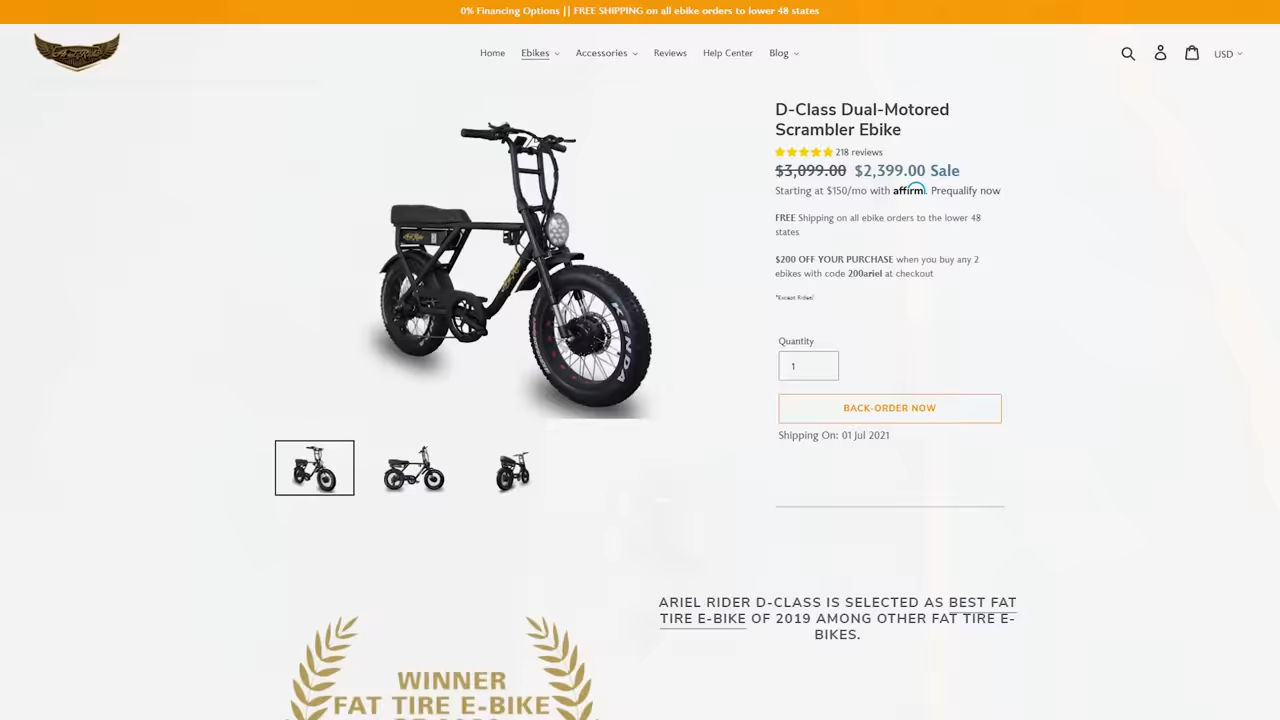 0% Financing Options || FREE SHIPPING on all ebike orders to lower 48 states
Ariel Rider
Home
Ebikes
Accessories
Reviews
Help Center
Blog
USD
D-Class Dual-Motored
Scrambler Ebike
218 reviews
$3,099.00 $2,399.00 Sale
Starting at $150/mo with affirm. Prequalify now
FREE Shipping on all ebike orders to the lower 48
states
$200 OFF YOUR PURCHASE when you buy any 2
ebikes with code 200ariel at checkout
Quantity
1
BACK-ORDER NOW
Shipping On: 01 Jul 2021
KENDA
ARIEL RIDER D-CLASS IS SELECTED AS BEST FAT
TIRE E-BIKE OF 2019 AMONG OTHER FAT TIRE E-
BIKES.
WINNER
FAT TIRE E-BIKE